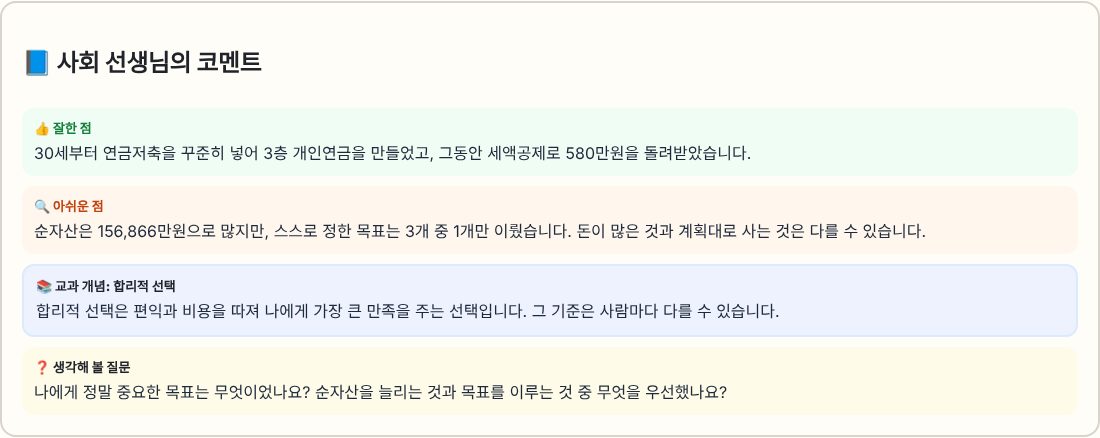 📘 사회 선생님의 코멘트
👍 잘한 점
30세부터 연금저축을 꾸준히 넣어 3층 개인연금을 만들었고, 그동안 세액공제로 580만원을 돌려받았습니다.
🔍 아쉬운 점
순자산은 156,866만원으로 많지만, 스스로 정한 목표는 3개 중 1개만 이뤘습니다. 돈이 많은 것과 계획대로 사는 것은 다를 수 있습니다.
📚 교과 개념: 합리적 선택
합리적 선택은 편익과 비용을 따져 나에게 가장 큰 만족을 주는 선택입니다. 그 기준은 사람마다 다를 수 있습니다.
❓ 생각해 볼 질문
나에게 정말 중요한 목표는 무엇이었나요? 순자산을 늘리는 것과 목표를 이루는 것 중 무엇을 우선했나요?